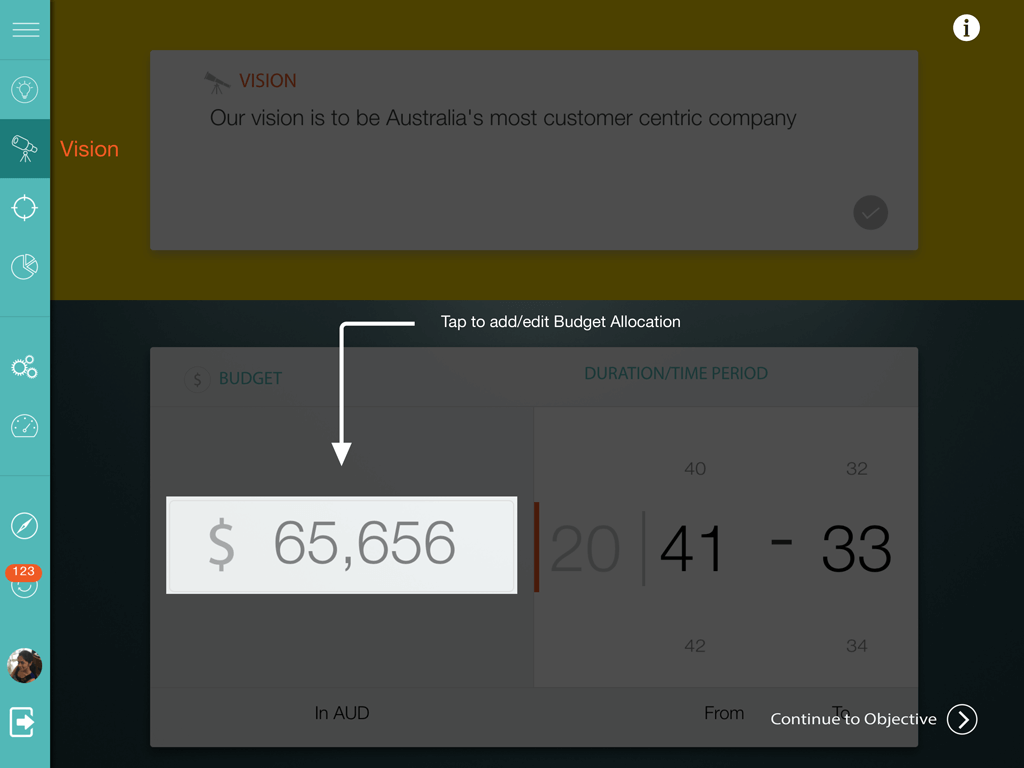 i
VISION
Our vision is to be Australia's most customer centric company
Vision
Tap to add/edit Budget Allocation
$ BUDGET
DURATION/TIME PERIOD
40 32
$ 65,656
20 41 - 33
42 34
123
In AUD
From To
Continue to Objective